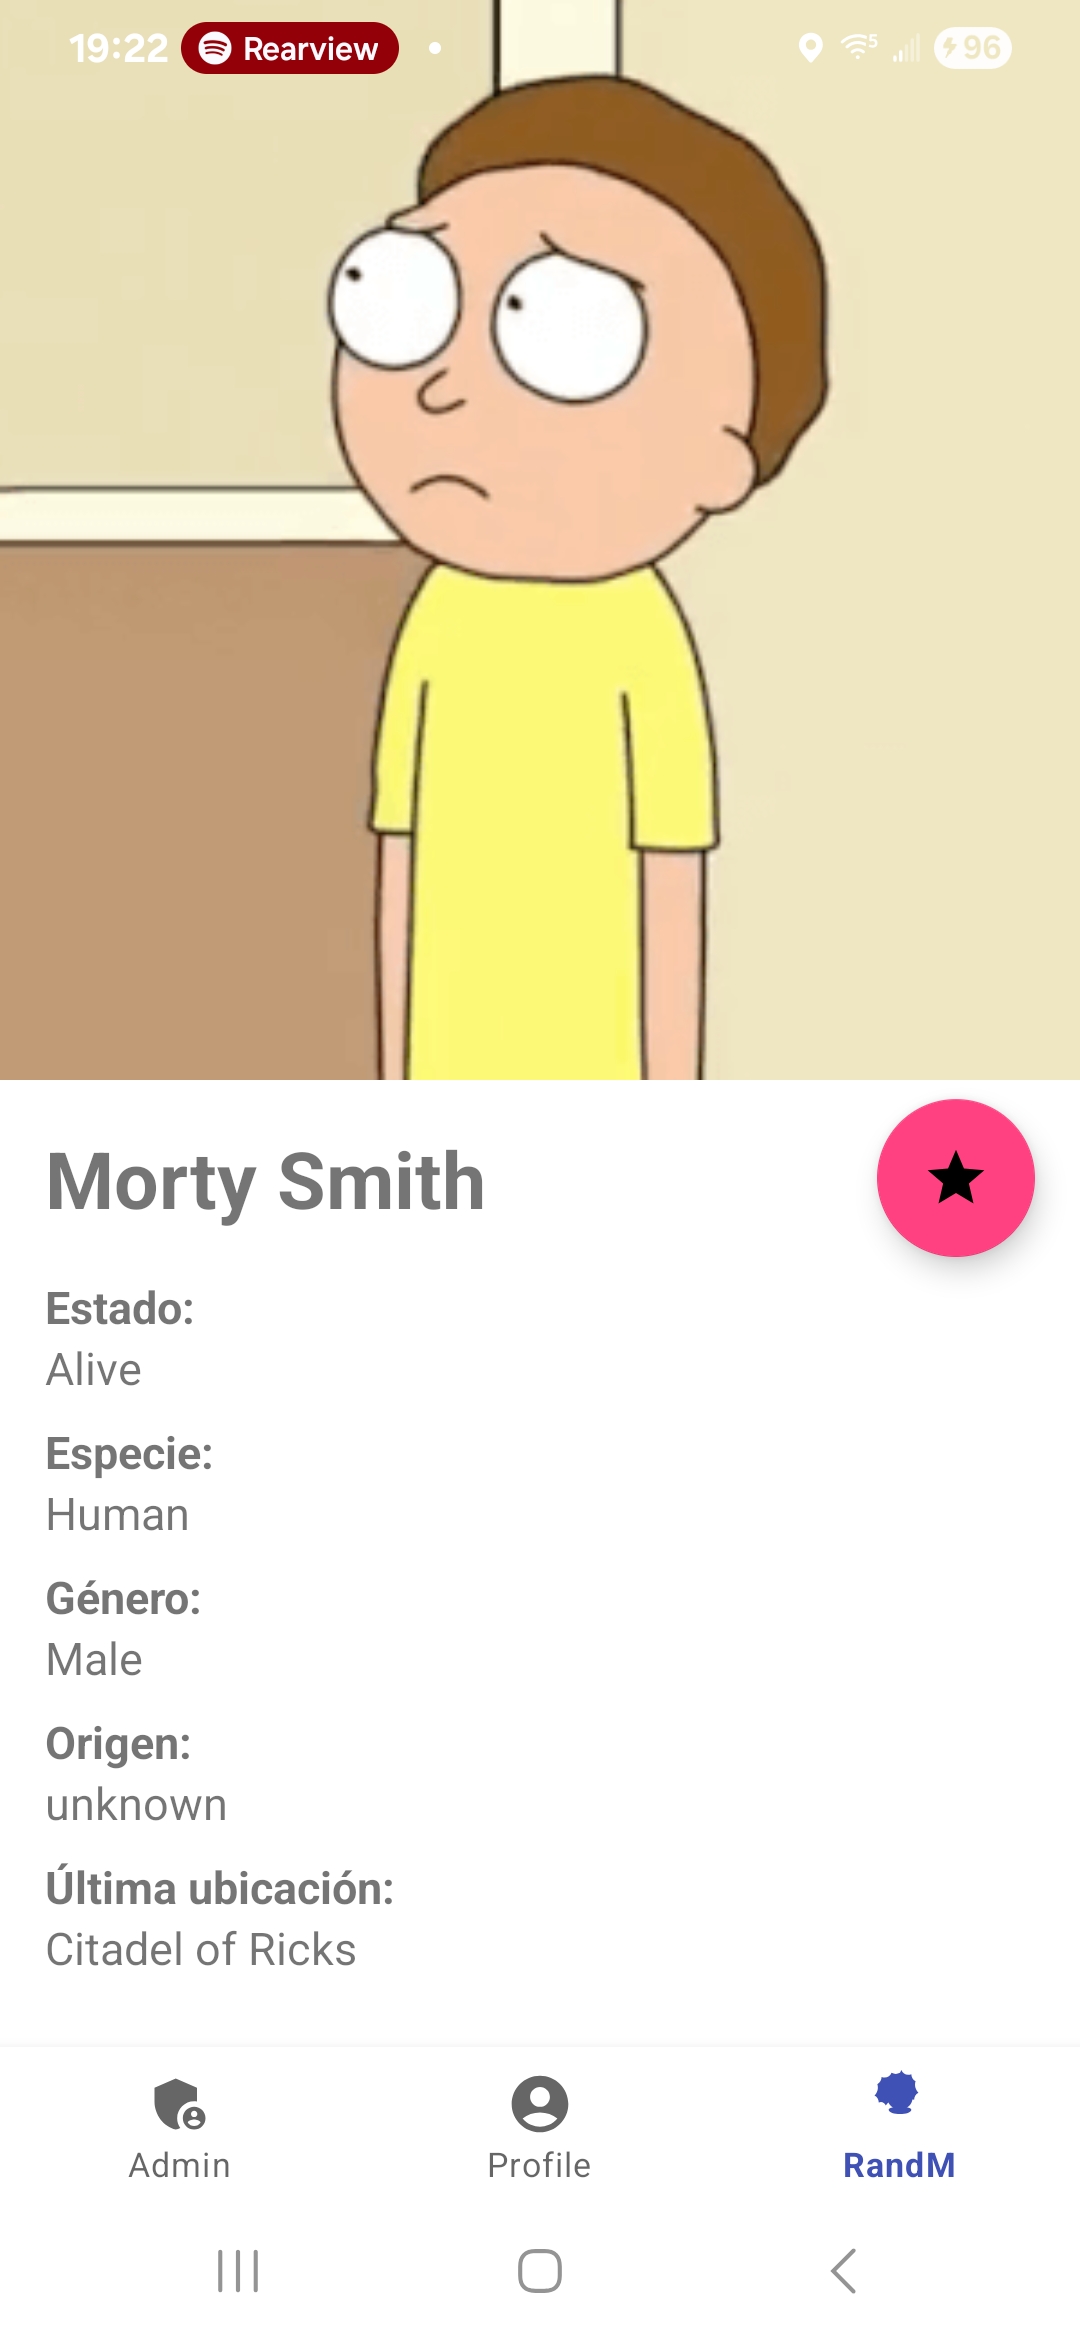 19:22 Rearview 5 96
Morty Smith
Estado:
Alive
Especie:
Human
Género:
Male
Origen:
unknown
Última ubicación:
Citadel of Ricks
Admin Profile RandM